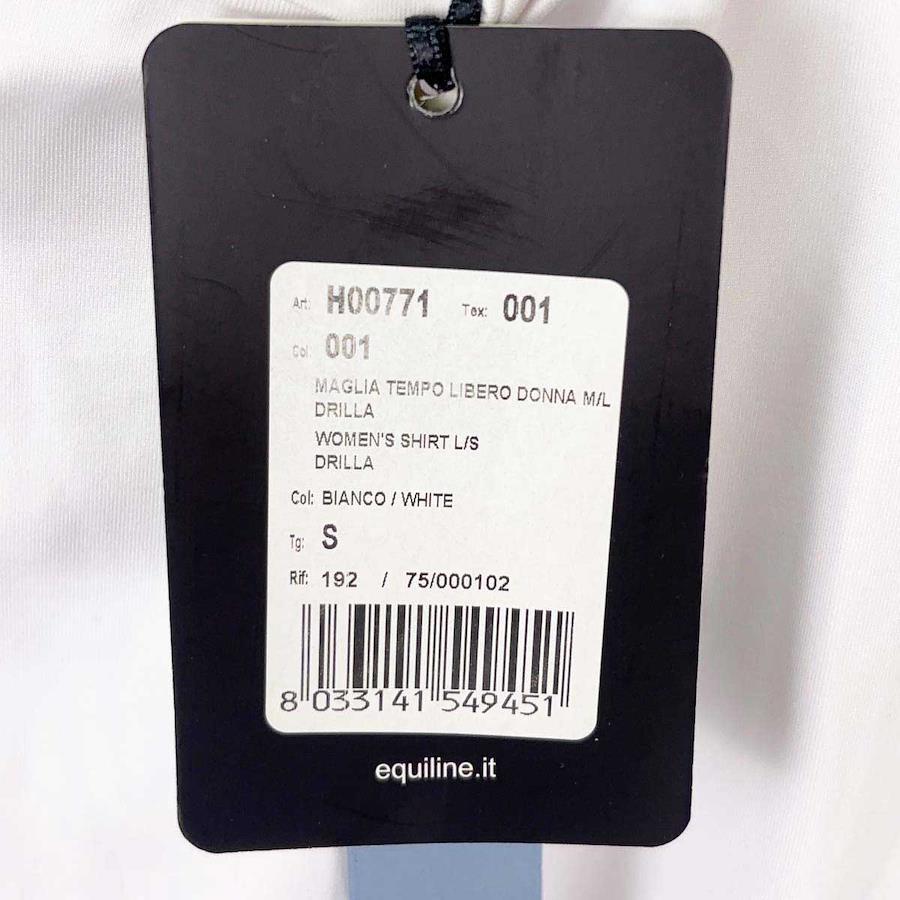 Art: H00771 Tex: 001
Col: 001
MAGLIA TEMPO LIBERO DONNA M/L
DRILLA
WOMEN'S SHIRT L/S
DRILLA
Col: BIANCO / WHITE
Tg: S
Rif: 192 / 75/000102
8 033141 549451
equiline.it